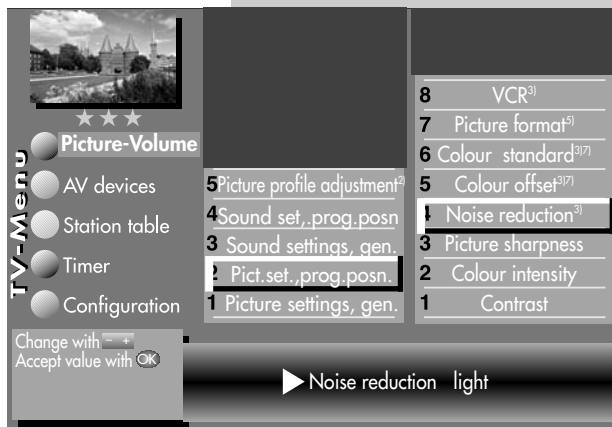 TV-Menu
Picture-Volume
AV devices
Station table
Timer
Configuration
5 Picture profile adjustment2)
4 Sound set,.prog.posn
3 Sound settings, gen.
2 Pict.set.,prog.posn.
1 Picture settings, gen.
8 VCR3)
7 Picture format5)
6 Colour standard3)7)
5 Colour offset3)7)
4 Noise reduction3)
3 Picture sharpness
2 Colour intensity
1 Contrast
Change with - +
Accept value with OK
Noise reduction light